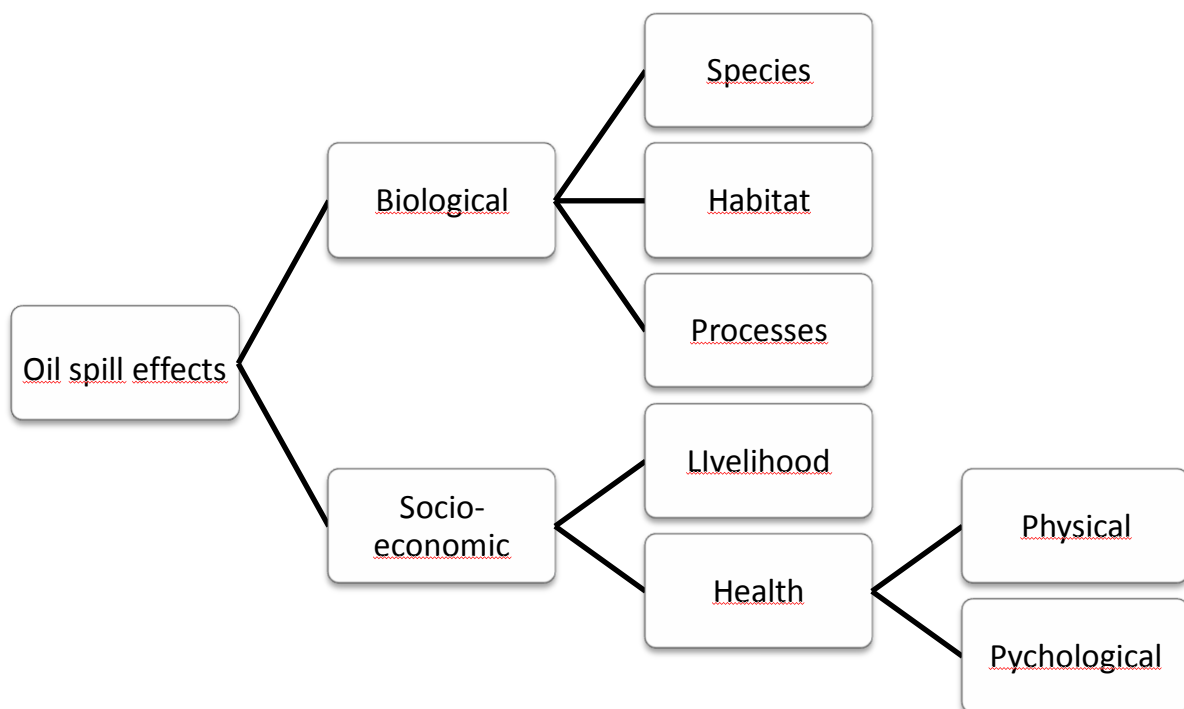 Oil spill effects
Biological
Species
Habitat
Processes
Socio-
economic
LIvelihood
Health
Physical
Pychological